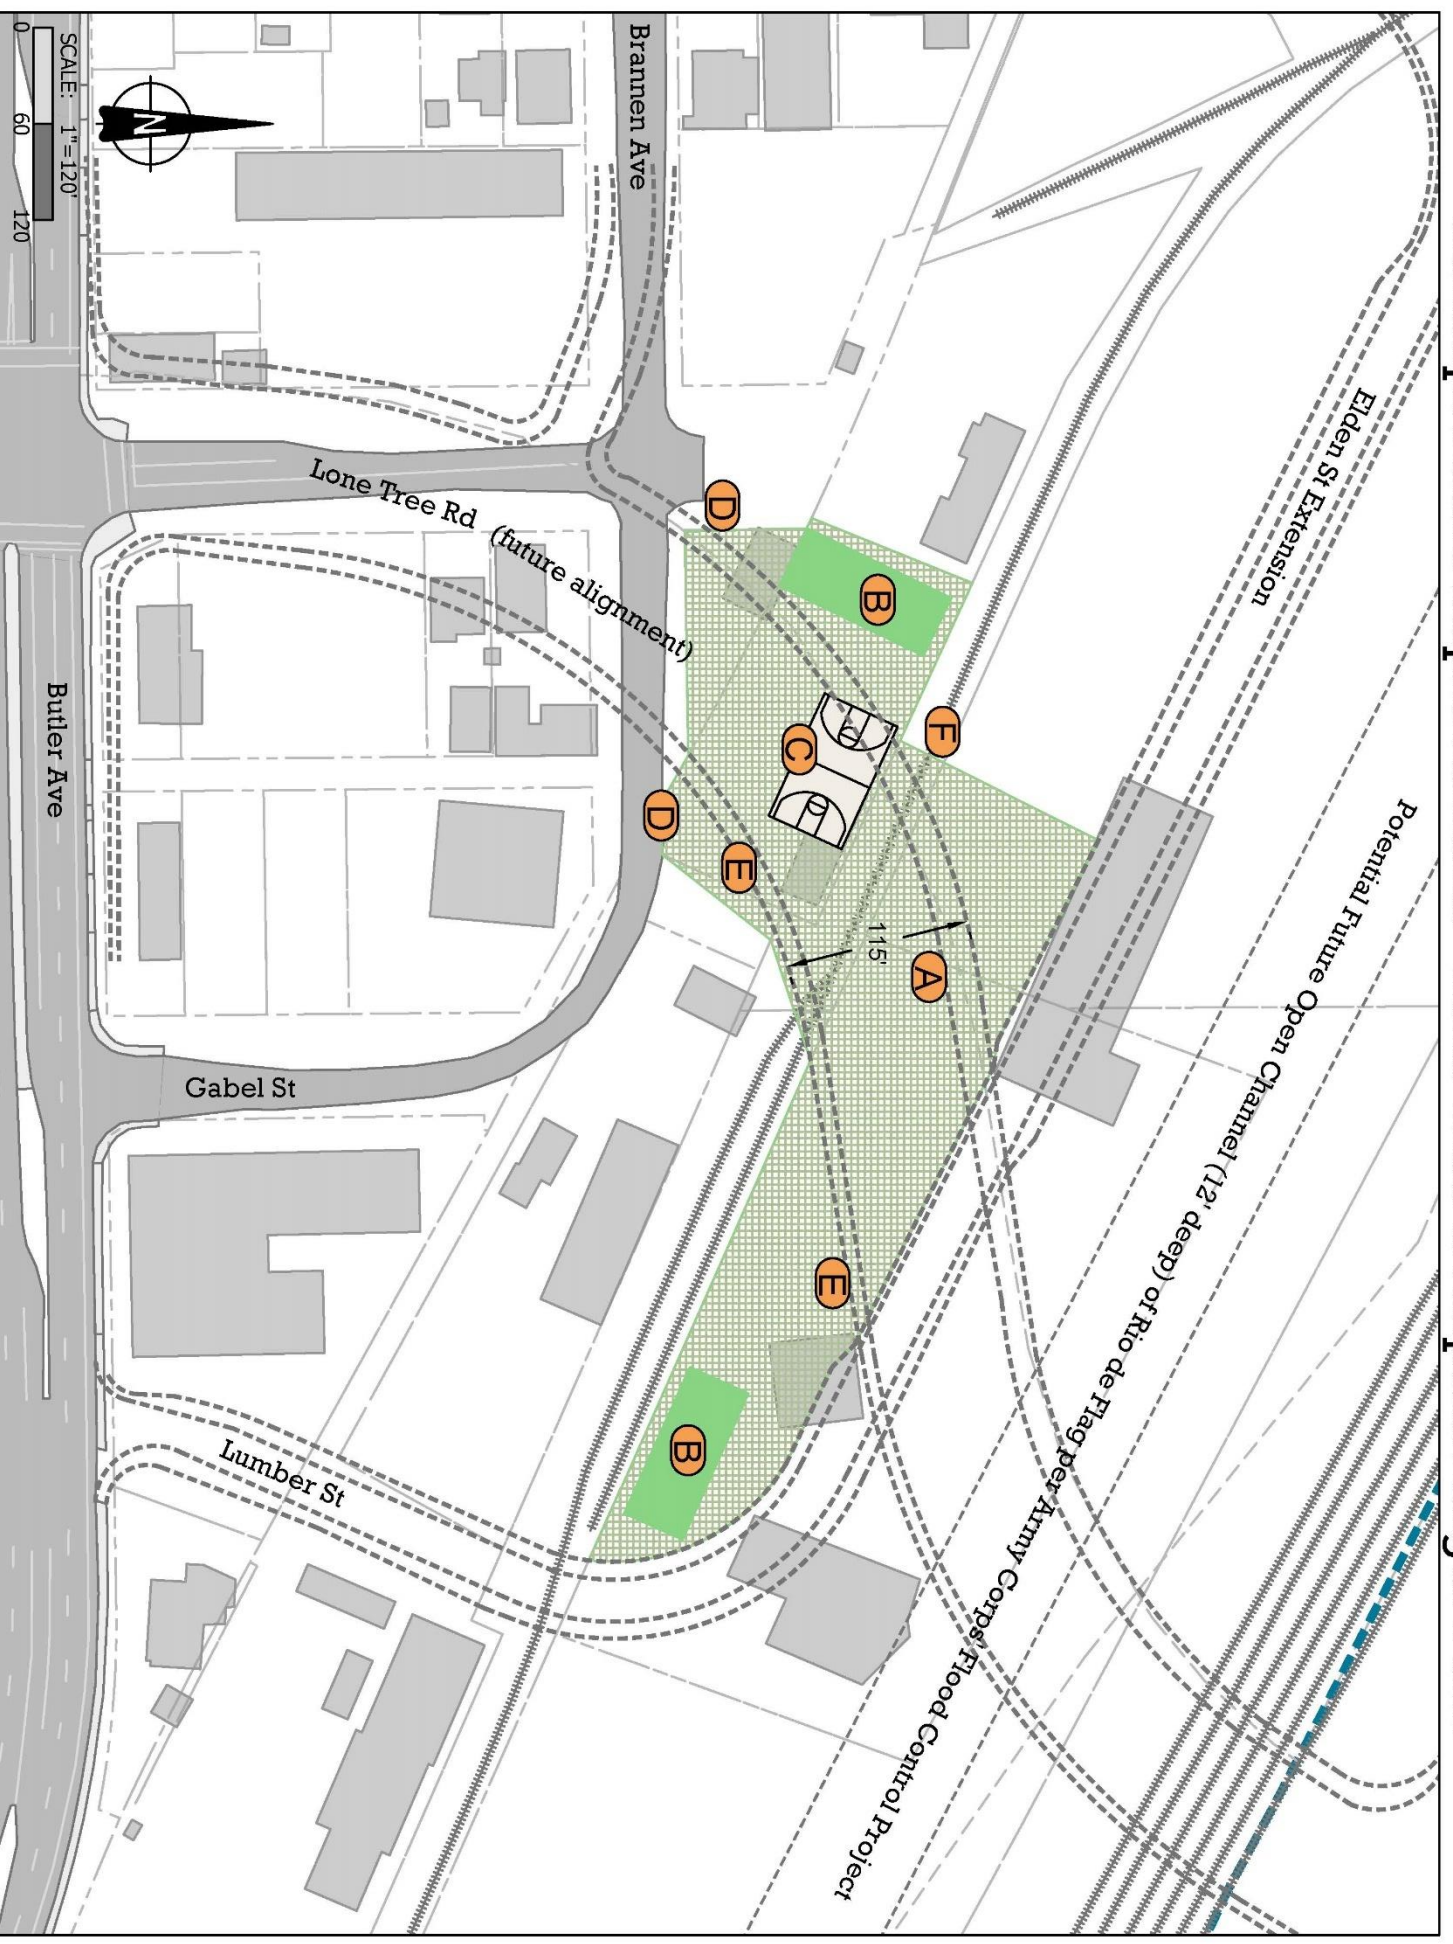 Elden St Extension
Potential Future Open Channel (12' deep) of Rio de Flag per Army Corps' Flood Control Project
F
B
D
A
115'
C
E
B
E
D
Brannen Ave
Lone Tree Rd
(future alignment)
Gabel St
Lumber St
Butler Ave
N
SCALE: 1"=120'
0 60 120